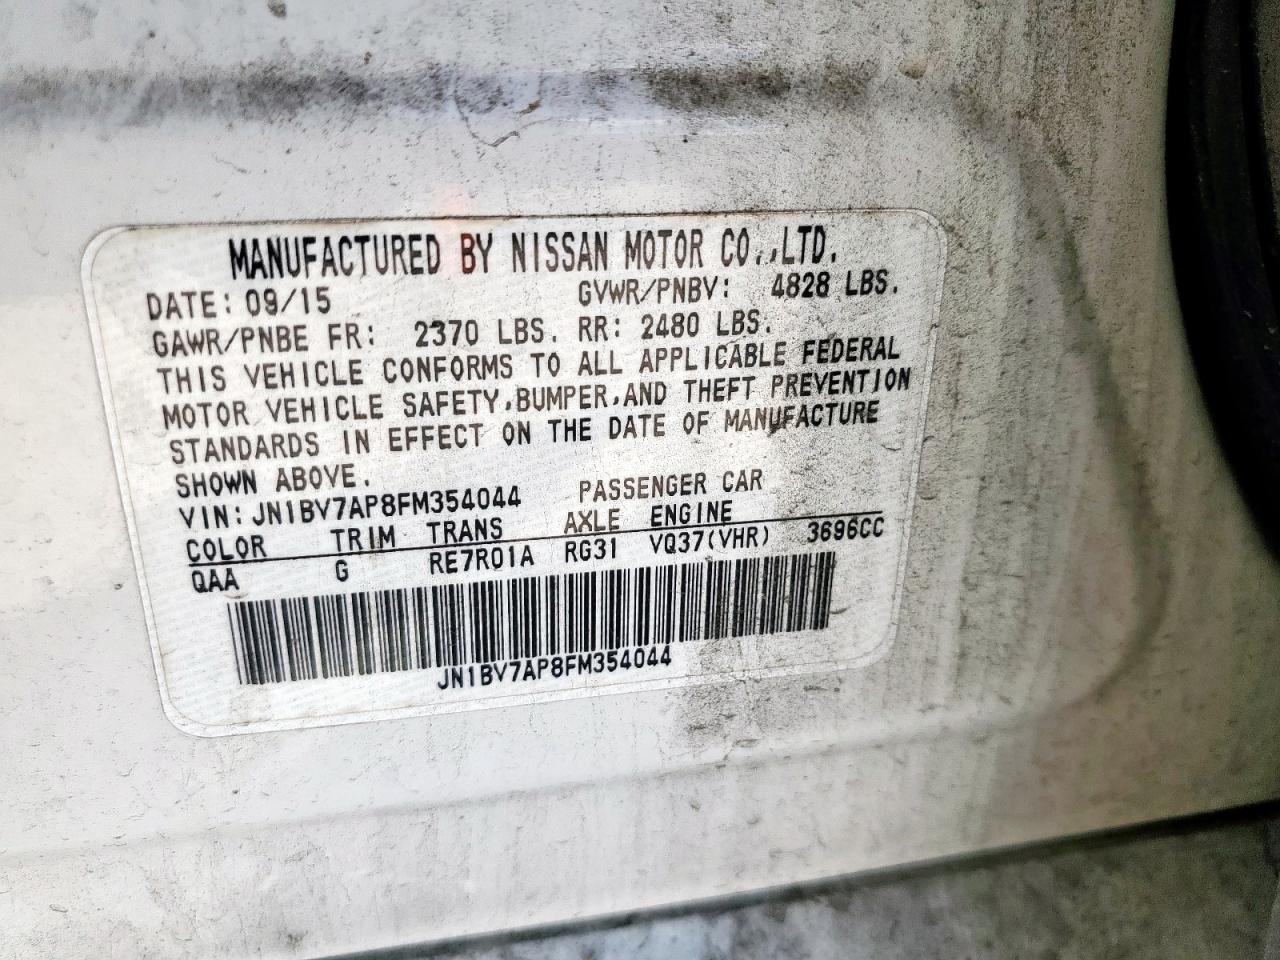 MANUFACTURED BY NISSAN MOTOR CO.,LTD.
DATE: 09/15 GVWR/PNBV: 4828 LBS.
GAWR/PNBE FR: 2370 LBS. RR: 2480 LBS.
THIS VEHICLE CONFORMS TO ALL APPLICABLE FEDERAL
MOTOR VEHICLE SAFETY,BUMPER,AND THEFT PREVENTION
STANDARDS IN EFFECT ON THE DATE OF MANUFACTURE
SHOWN ABOVE.
VIN: JN1BV7AP8FM354044 PASSENGER CAR
COLOR TRIM TRANS AXLE ENGINE
QAA G RE7R01A RG31 VQ37(VHR) 3696CC
JN1BV7AP8FM354044